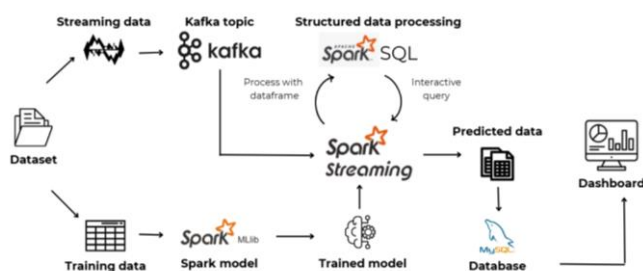 Streaming data
Kafka topic
Structured data processing
kafka
APACHE
Spark SQL
Process with
dataframe
Interactive
query
Dataset
Spark
Streaming
Predicted data
Dashboard
Spark MLlib
MySQL
Training data
Spark model
Trained model
Database